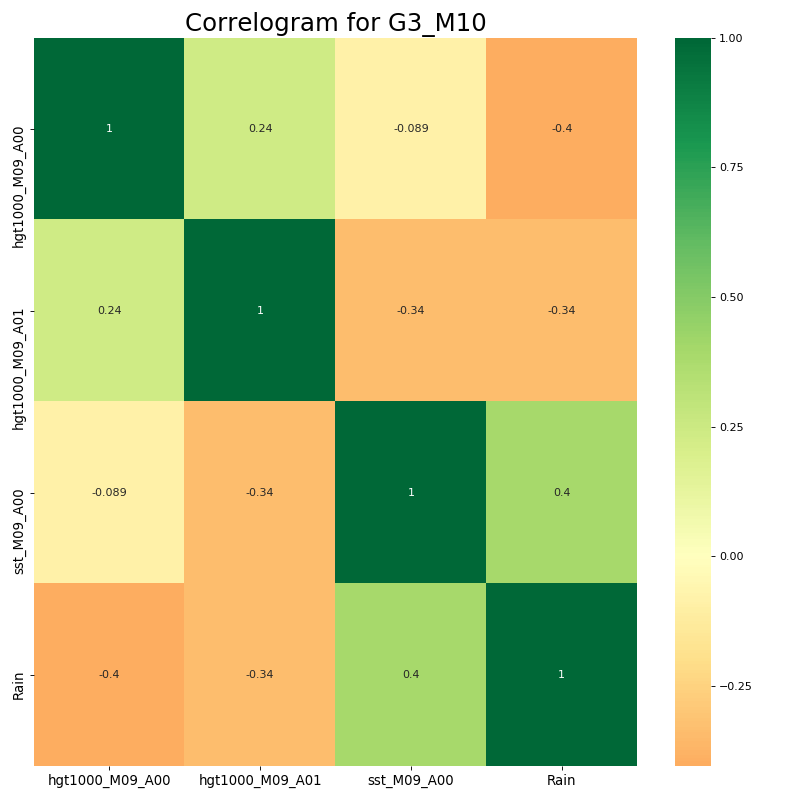 Correlogram for G3_M10
hgt1000_M09_A00
1
0.24
-0.089
-0.4
hgt1000_M09_A01
0.24
1
-0.34
-0.34
sst_M09_A00
-0.089
-0.34
1
0.4
Rain
-0.4
-0.34
0.4
1
hgt1000_M09_A00
hgt1000_M09_A01
sst_M09_A00
Rain
1.00
0.75
0.50
0.25
0.00
−0.25